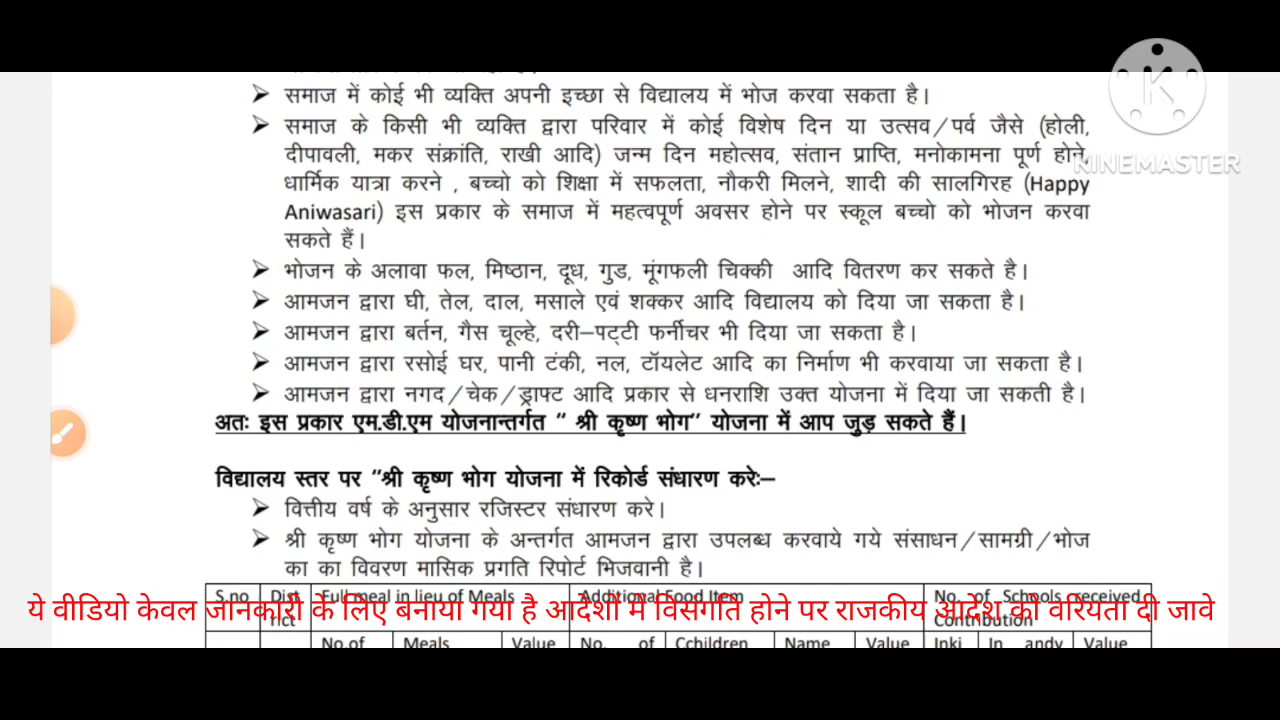 समाज में कोई भी व्यक्ति अपनी इच्छा से विद्यालय में भोज करवा सकता है।
समाज के किसी भी व्यक्ति द्वारा परिवार में कोई विशेष दिन या उत्सव/पर्व जैसे (होली,
दीपावली, मकर संक्रांति, राखी आदि) जन्म दिन महोत्सव, संतान प्राप्ति, मनोकामना पूर्ण होने,
धार्मिक यात्रा करने , बच्चो को शिक्षा में सफलता, नौकरी मिलने, शादी की सालगिरह (Happy
Aniwasari) इस प्रकार के समाज में महत्वपूर्ण अवसर होने पर स्कूल बच्चो को भोजन करवा
सकते हैं।
भोजन के अलावा फल, मिष्ठान, दूध, गुड, मूंगफली चिक्की आदि वितरण कर सकते है।
आमजन द्वारा घी, तेल, दाल, मसाले एवं शक्कर आदि विद्यालय को दिया जा सकता है।
आमजन द्वारा बर्तन, गैस चूल्हे, दरी–पट्टी फर्नीचर भी दिया जा सकता है।
आमजन द्वारा रसोई घर, पानी टंकी, नल, टॉयलेट आदि का निर्माण भी करवाया जा सकता है।
आमजन द्वारा नगद/चेक/ड्राफ्ट आदि प्रकार से धनराशि उक्त योजना में दिया जा सकती है।
अतः इस प्रकार एम.डी.एम योजनान्तर्गत " श्री कृष्ण भोग" योजना में आप जुड़ सकते हैं।
विद्यालय स्तर पर "श्री कृष्ण भोग योजना में रिकोर्ड संधारण करेः–
वित्तीय वर्ष के अनुसार रजिस्टर संधारण करे।
श्री कृष्ण भोग योजना के अन्तर्गत आमजन द्वारा उपलब्ध करवाये गये संसाधन/सामग्री/भोज
का का विवरण मासिक प्रगति रिपोर्ट भिजवानी है।
S.no Dist rict Full meal in lieu of Meals Additional Food Item No. of Schools received Contribution
ये वीडियो केवल जानकारी के लिए बनाया गया है आदेशों में विसंगति होने पर राजकीय आदेश को वरियता दी जावे
No.of Meals Value No. of Cchildren Name Value Inki In andy Value
K
KINEMASTER